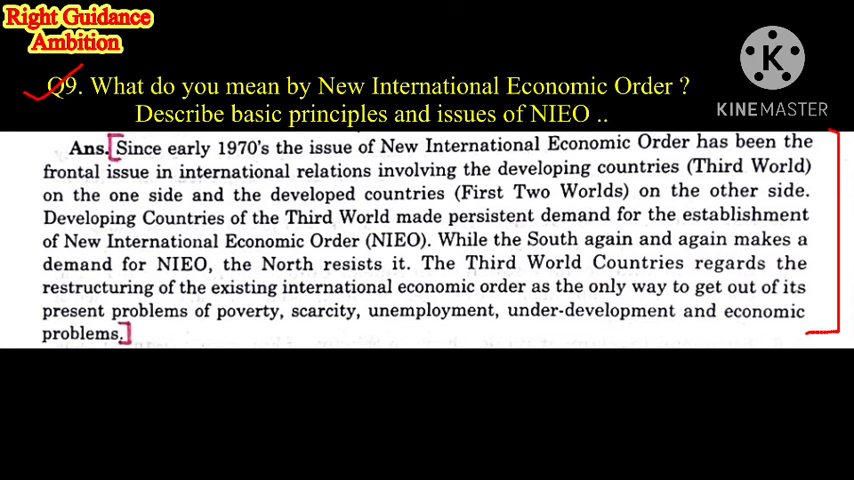 Right Guidance
Ambition
K
KINEMASTER
Q9. What do you mean by New International Economic Order ?
Describe basic principles and issues of NIEO ..
Ans. [Since early 1970's the issue of New International Economic Order has been the
frontal issue in international relations involving the developing countries (Third World)
on the one side and the developed countries (First Two Worlds) on the other side.
Developing Countries of the Third World made persistent demand for the establishment
of New International Economic Order (NIEO). While the South again and again makes a
demand for NIEO, the North resists it. The Third World Countries regards the
restructuring of the existing international economic order as the only way to get out of its
present problems of poverty, scarcity, unemployment, under-development and economic
problems.]